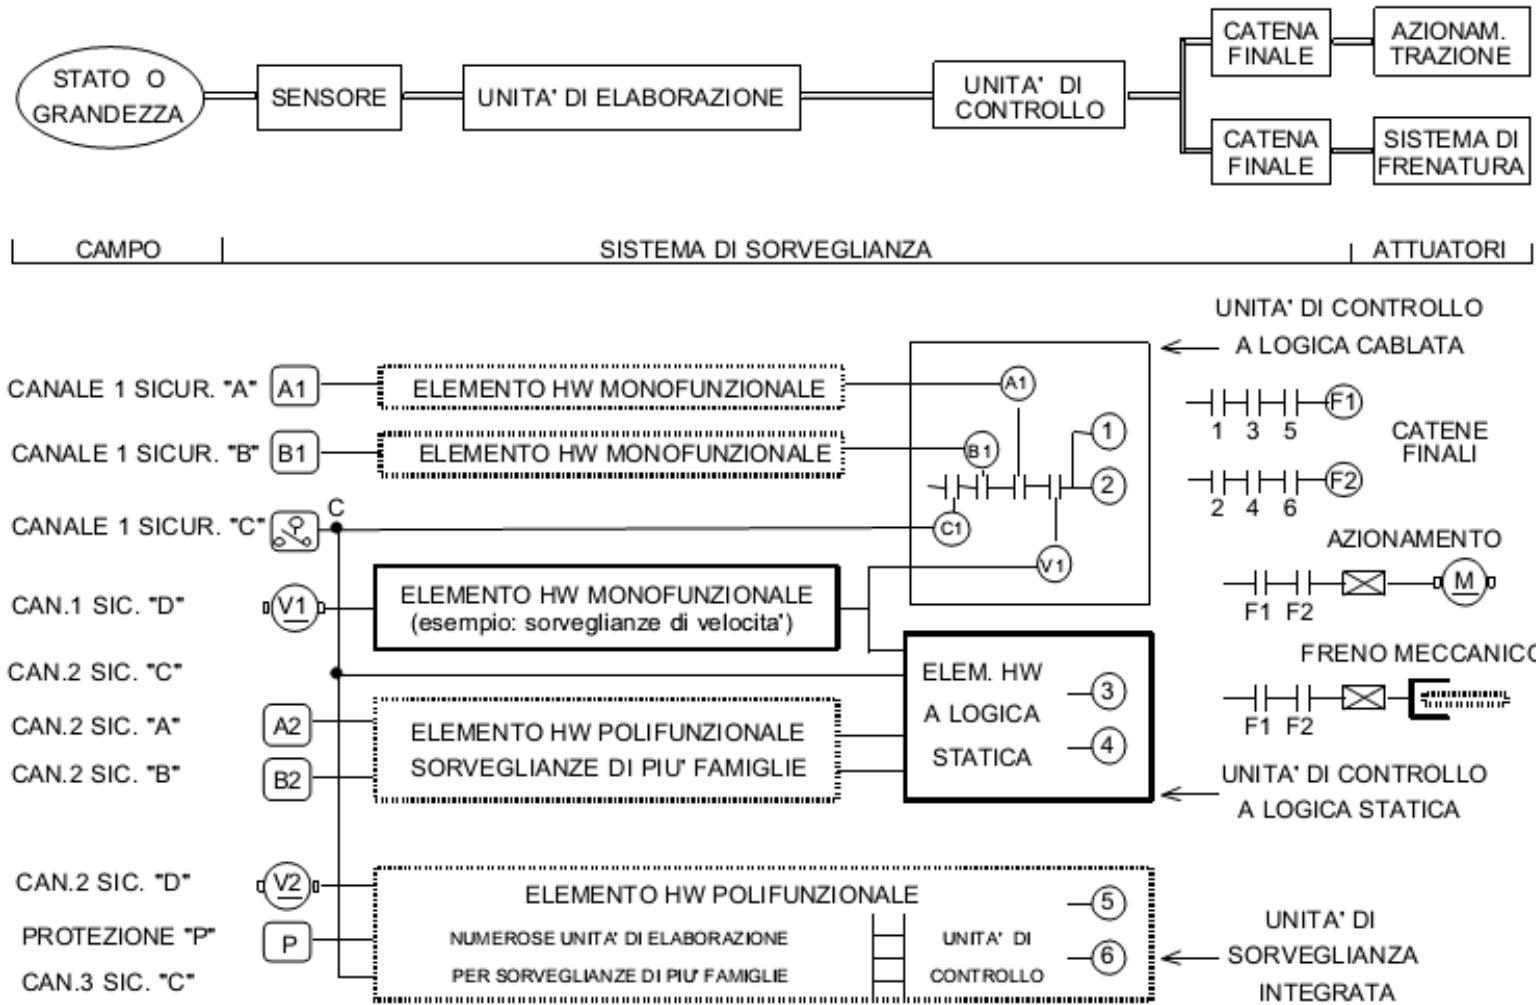 STATO O
GRANDEZZA
SENSORE
UNITA' DI ELABORAZIONE
UNITA' DI
CONTROLLO
CATENA
FINALE
AZIONAM.
TRAZIONE
CATENA
FINALE
SISTEMA DI
FRENATURA
CAMPO
SISTEMA DI SORVEGLIANZA
ATTUATORI
UNITA' DI CONTROLLO
A LOGICA CABLATA
CANALE 1 SICUR. "A"
A1
ELEMENTO HW MONOFUNZIONALE
A1
CANALE 1 SICUR. "B"
B1
ELEMENTO HW MONOFUNZIONALE
B1
1
2
CANALE 1 SICUR. "C"
C
C1
V1
F1
1 3 5
CATENE
FINALI
F2
2 4 6
AZIONAMENTO
M
F1 F2
CAN.1 SIC. "D"
V1
ELEMENTO HW MONOFUNZIONALE
(esempio: sorveglianze di velocita')
FRENO MECCANICO
F1 F2
CAN.2 SIC. "C"
ELEM. HW
A LOGICA
STATICA
3
4
CAN.2 SIC. "A"
A2
ELEMENTO HW POLIFUNZIONALE
SORVEGLIANZE DI PIU' FAMIGLIE
CAN.2 SIC. "B"
B2
UNITA' DI CONTROLLO
A LOGICA STATICA
CAN.2 SIC. "D"
V2
ELEMENTO HW POLIFUNZIONALE
5
PROTEZIONE "P"
P
NUMEROSE UNITA' DI ELABORAZIONE
PER SORVEGLIANZE DI PIU' FAMIGLIE
UNITA' DI
CONTROLLO
6
CAN.3 SIC. "C"
UNITA' DI
SORVEGLIANZA
INTEGRATA